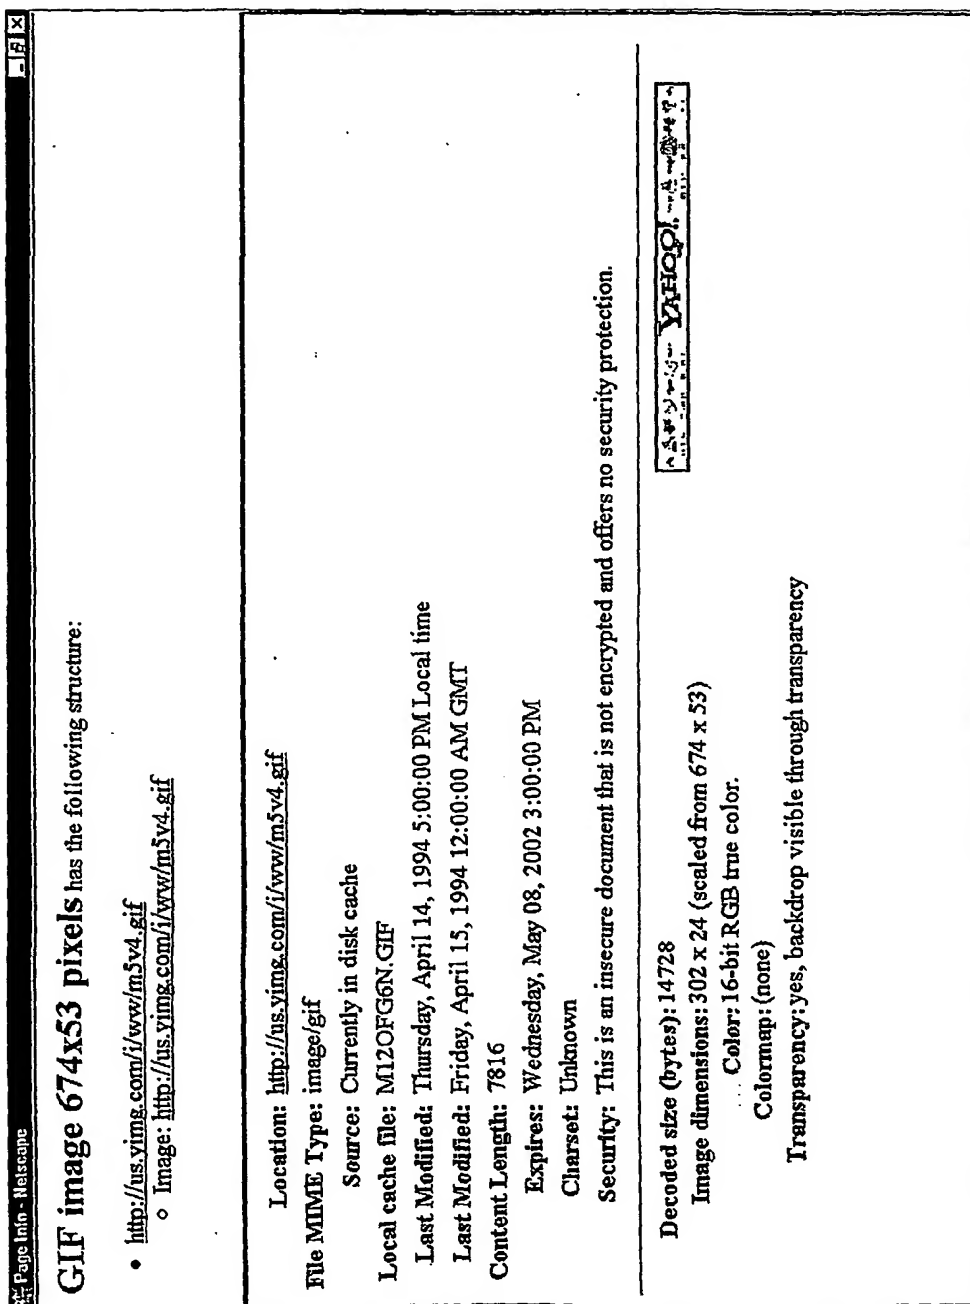 Page Info - Netscape
GIF image 674x53 pixels has the following structure:
• http://us.yimg.com/i/ww/m5v4.gif
o Image: http://us.yimg.com/i/ww/m5v4.gif
Location: http://us.yimg.com/i/ww/m5v4.gif
File MIME Type: image/gif
Source: Currently in disk cache
Local cache file: M12OFG6N.GIF
Last Modified: Thursday, April 14, 1994 5:00:00 PM Local time
Last Modified: Friday, April 15, 1994 12:00:00 AM GMT
Content Length: 7816
Expires: Wednesday, May 08, 2002 3:00:00 PM
Charset: Unknown
Security: This is an insecure document that is not encrypted and offers no security protection.
YAHOO!
Decoded size (bytes): 14728
Image dimensions: 302 x 24 (scaled from 674 x 53)
Color: 16-bit RGB true color.
Colormap: (none)
Transparency: yes, backdrop visible through transparency